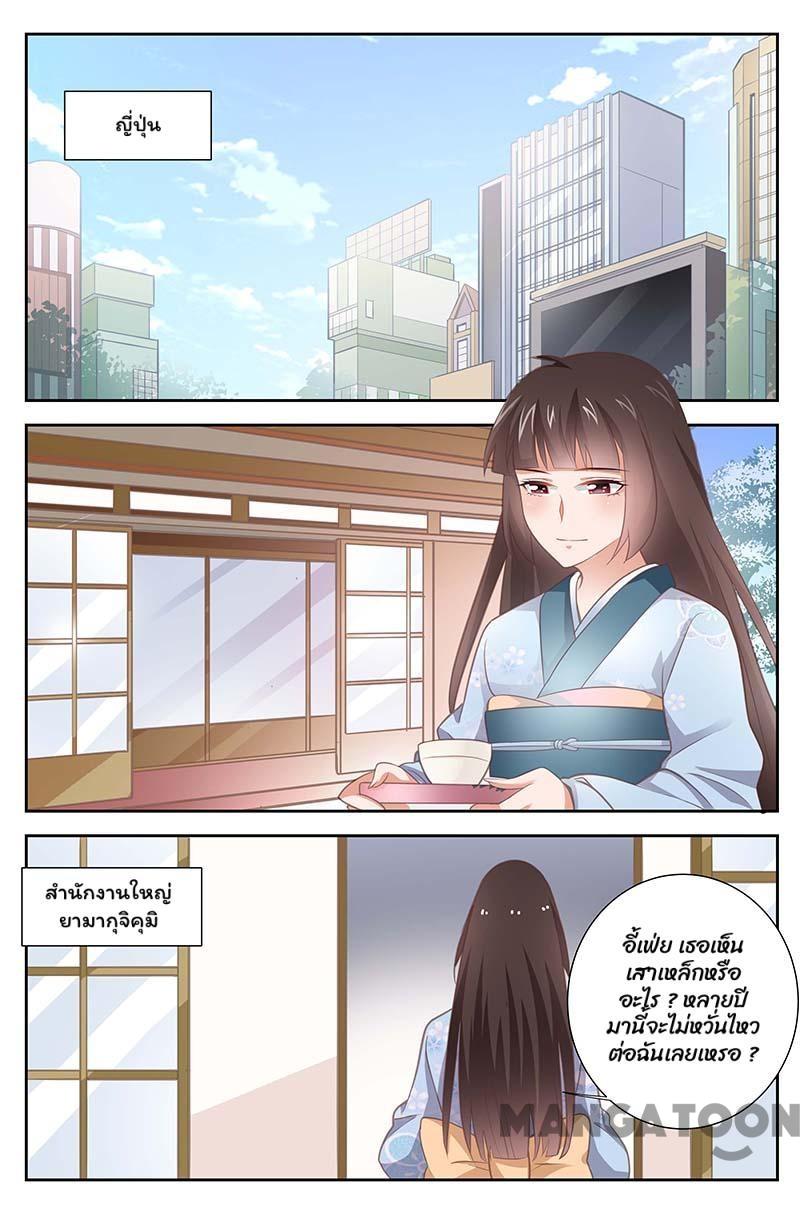 ญี่ปุ่น
สำนักงานใหญ่
ยามากุจิคุมิ
อี้เฟ่ย เธอเห็น
เสาเหล็กหรือ
อะไร ? หลายปี
มานี้จะไม่หวั่นไหว
ต่อฉันเลยเหรอ ?
MANGATOON